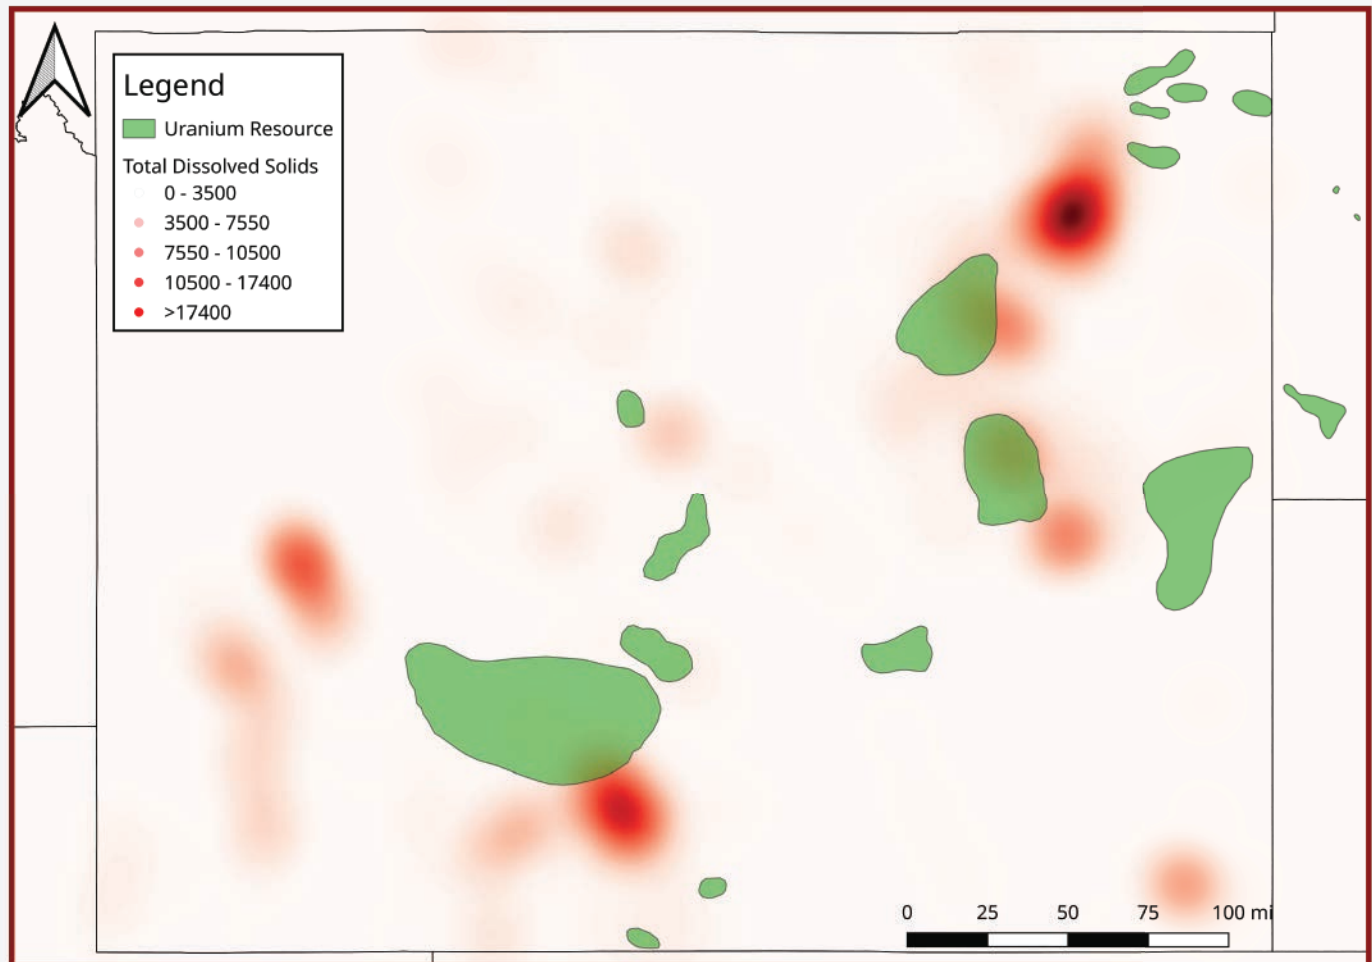 Legend
Uranium Resource
Total Dissolved Solids
0 - 3500
3500 - 7550
7550 - 10500
10500 - 17400
>17400
0 25 50 75 100 mi